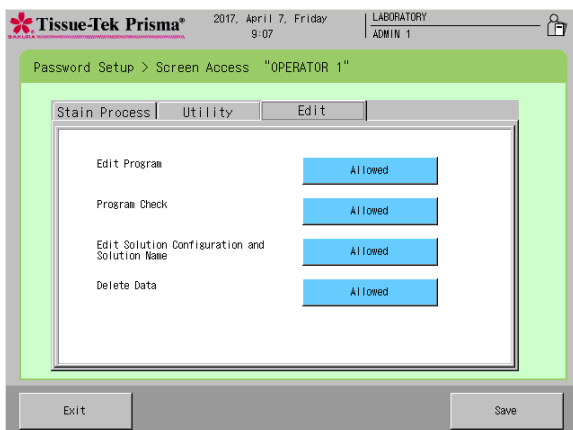 Tissue-Tek Prisma®
SAKURA
2017, April 7, Friday
9:07
LABORATORY
ADMIN 1
Password Setup > Screen Access "OPERATOR 1"
Stain Process
Utility
Edit
Edit Program
Allowed
Program Check
Allowed
Edit Solution Configuration and
Solution Name
Allowed
Delete Data
Allowed
Exit
Save